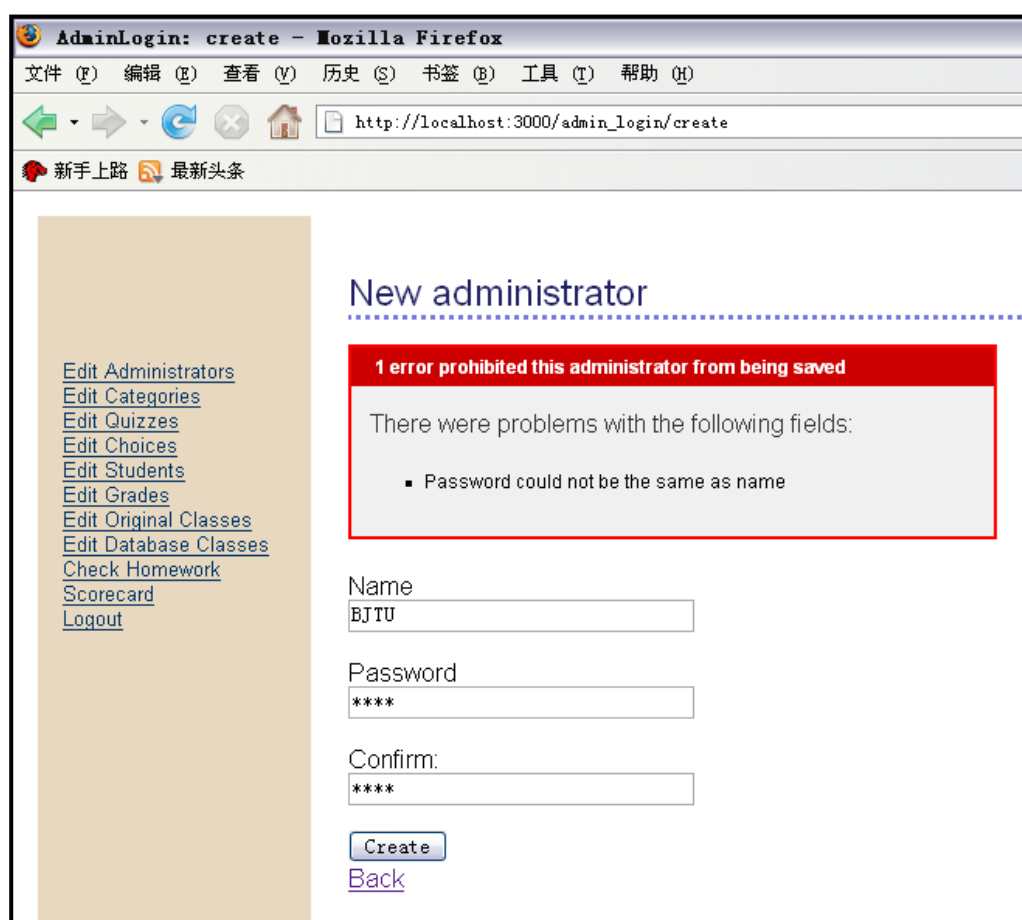 AdminLogin: create - Mozilla Firefox
文件 (F) 编辑 (E) 查看 (V) 历史 (S) 书签 (B) 工具 (T) 帮助 (H)
http://localhost:3000/admin_login/create
新手上路 最新头条
New administrator
1 error prohibited this administrator from being saved
There were problems with the following fields:
Password could not be the same as name
Edit Administrators
Edit Categories
Edit Quizzes
Edit Choices
Edit Students
Edit Grades
Edit Original Classes
Edit Database Classes
Check Homework
Scorecard
Logout
Name
BJTU
Password
****
Confirm:
****
Create
Back